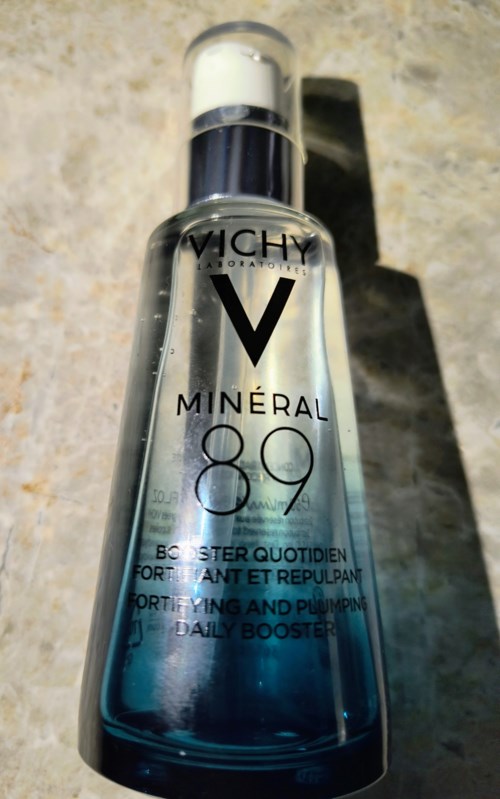 VICHY
LABORATOIRES
MINÉRAL
89
BOOSTER QUOTIDIEN
FORTIFIANT ET REPULPANT
FORTIFYING AND PLUMPING
DAILY BOOSTER